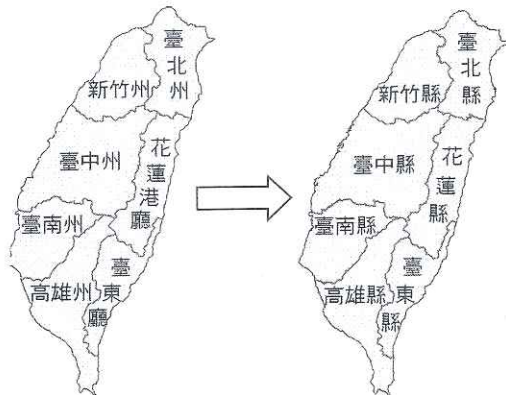 臺北州
新竹州
臺中州
花蓮港廳
臺南州
高雄州
臺東廳
臺北縣
新竹縣
臺中縣
花蓮縣
臺南縣
高雄縣
臺東縣